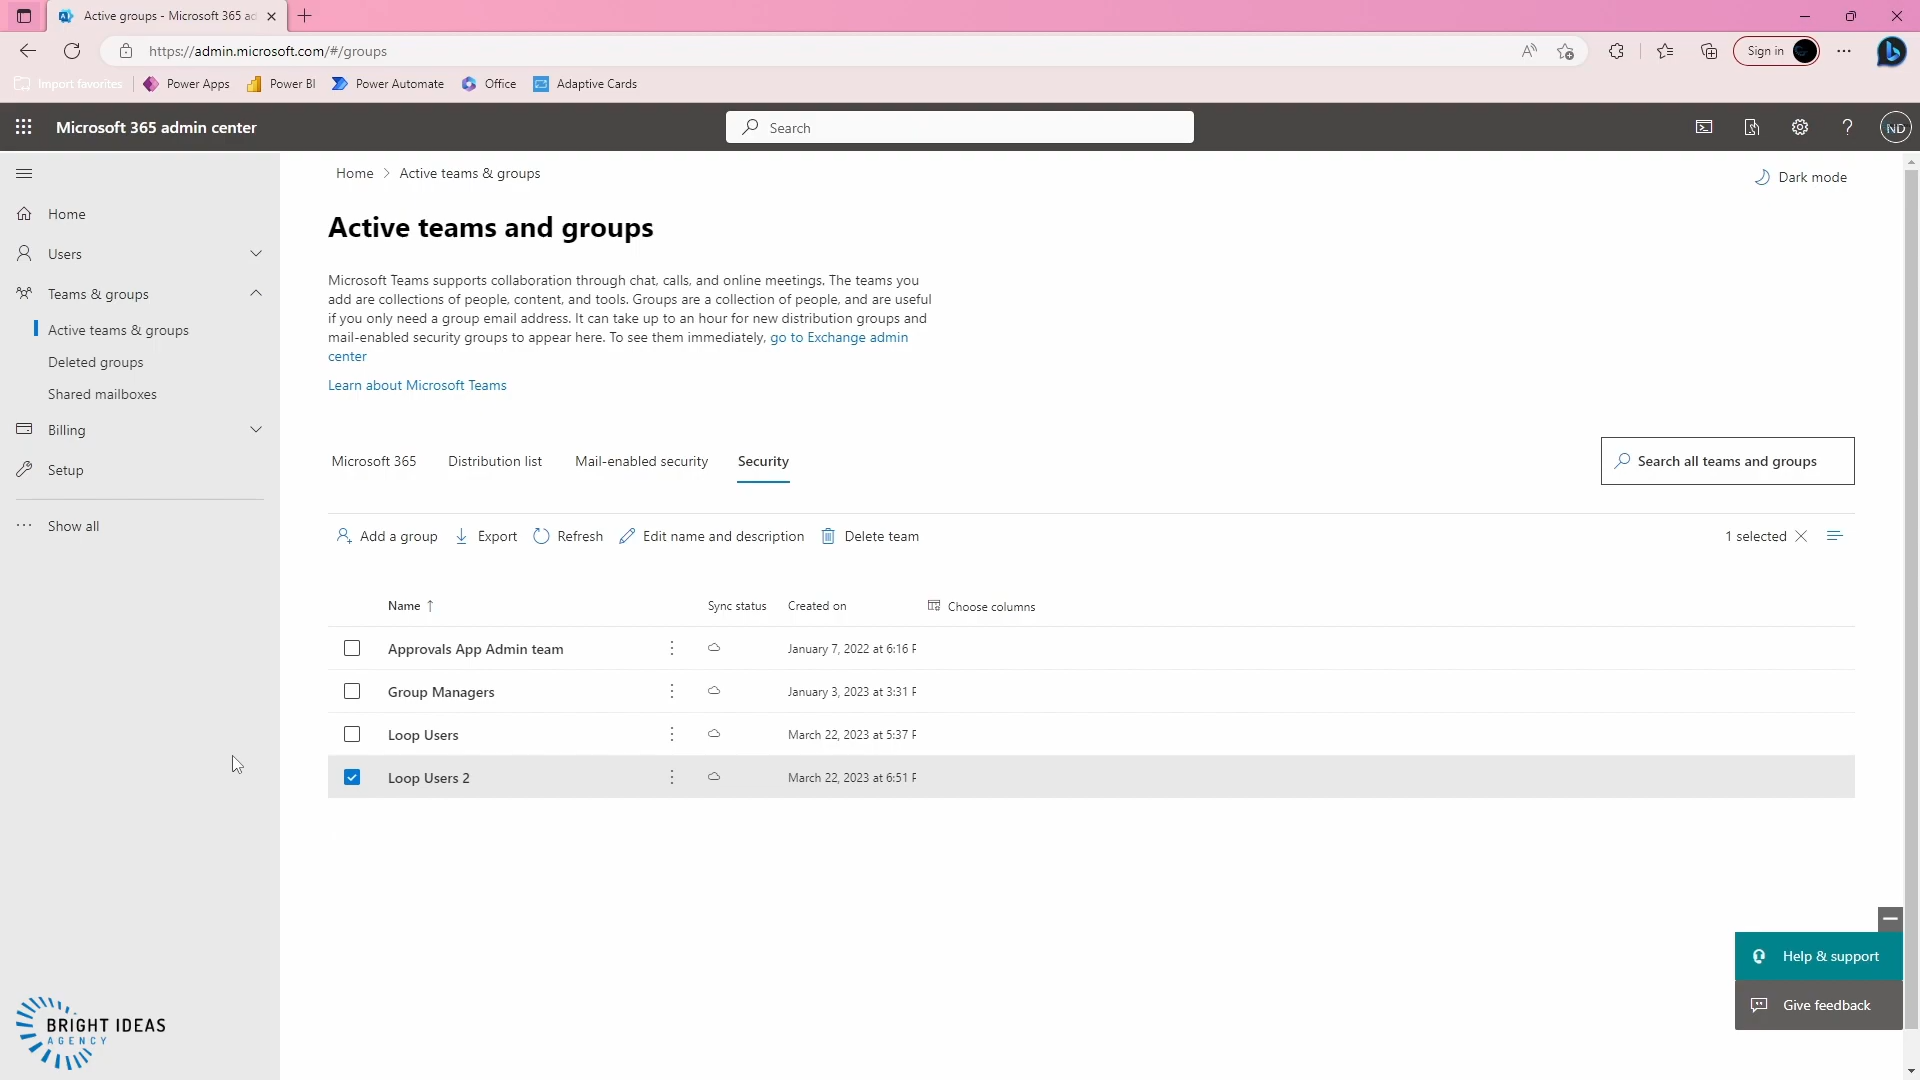 Active groups - Microsoft 365 ad
https://admin.microsoft.com/#/groups
Sign in
Import favorites
Power Apps
Power BI
Power Automate
Office
Adaptive Cards
Microsoft 365 admin center
Search
ND
Home
Users
Teams & groups
Active teams & groups
Deleted groups
Shared mailboxes
Billing
Setup
Show all
Home > Active teams & groups
Dark mode
Active teams and groups
Microsoft Teams supports collaboration through chat, calls, and online meetings. The teams you
add are collections of people, content, and tools. Groups are a collection of people, and are useful
if you only need a group email address. It can take up to an hour for new distribution groups and
mail-enabled security groups to appear here. To see them immediately, go to Exchange admin
center
Learn about Microsoft Teams
Microsoft 365 Distribution list Mail-enabled security Security
Search all teams and groups
Add a group Export Refresh Edit name and description Delete team
1 selected
Name ↑ Sync status Created on Choose columns
Approvals App Admin team January 7, 2022 at 6:16 P
Group Managers January 3, 2023 at 3:31 P
Loop Users March 22, 2023 at 5:37 P
Loop Users 2 March 22, 2023 at 6:51 P
Help & support
Give feedback
BRIGHT IDEAS
AGENCY